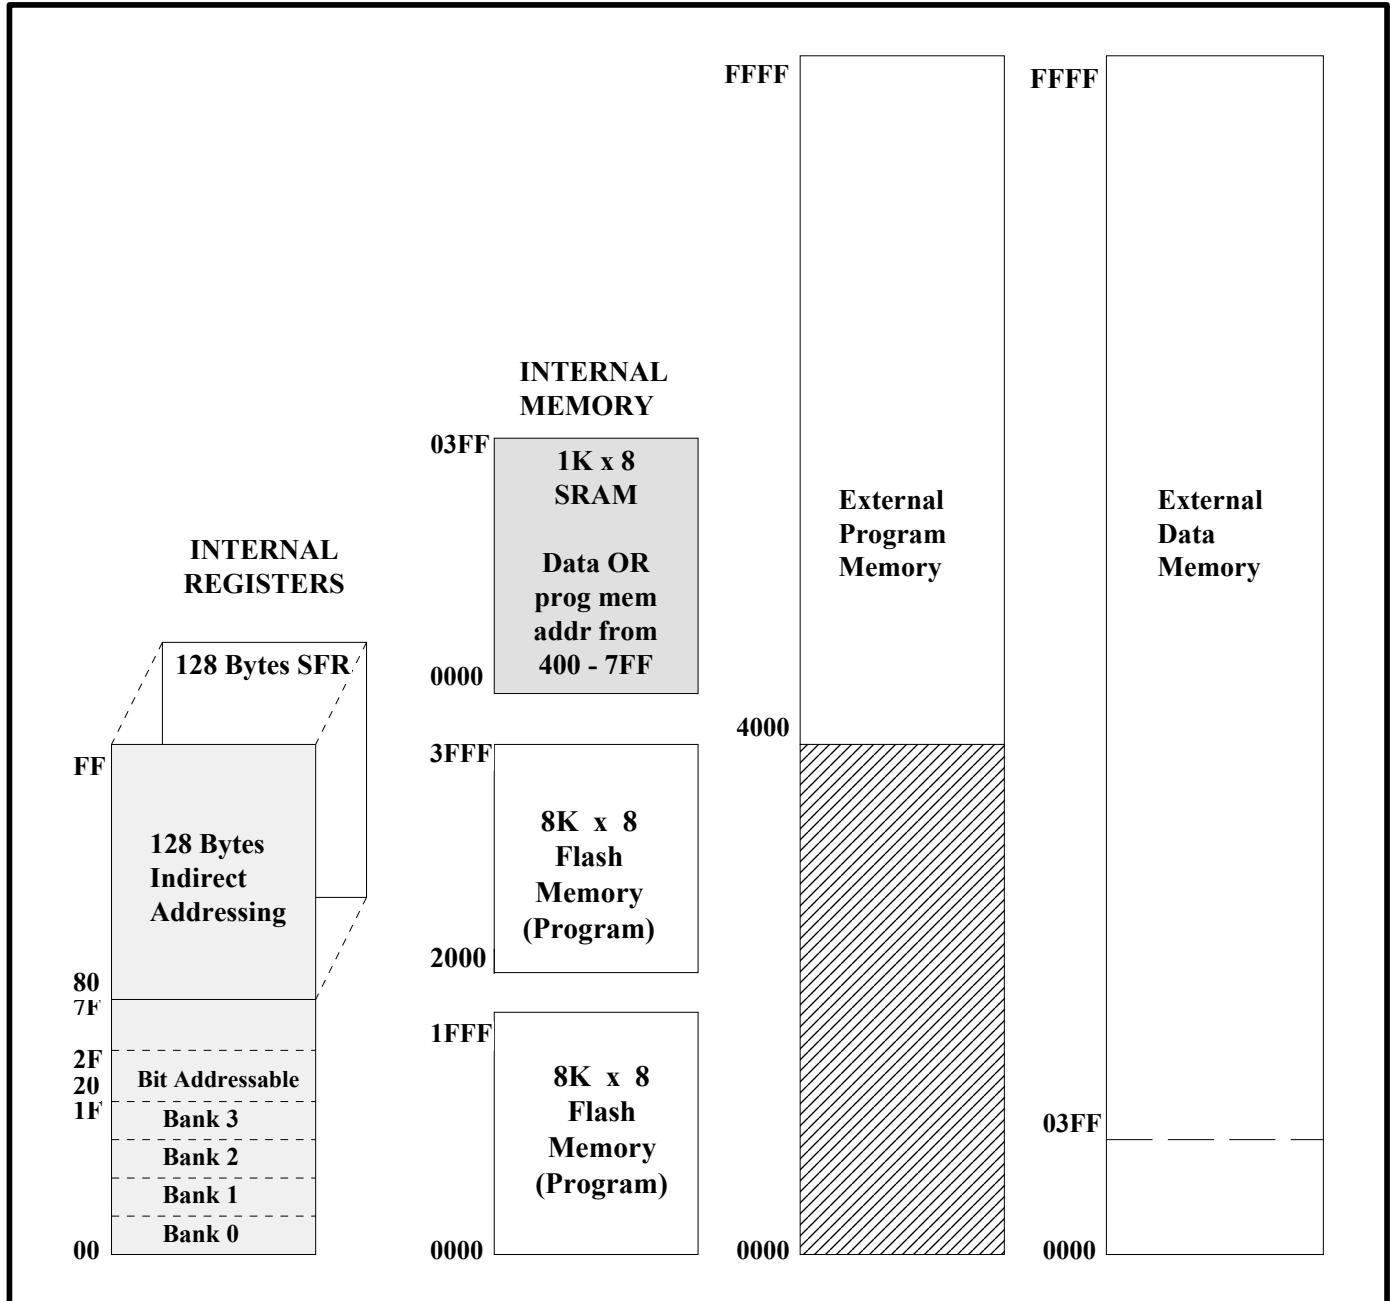 INTERNAL
REGISTERS
128 Bytes SFR
FF
128 Bytes
Indirect
Addressing
80
7F
2F
20
Bit Addressable
1F
Bank 3
Bank 2
Bank 1
Bank 0
00
INTERNAL
MEMORY
03FF
1K x 8
SRAM
Data OR
prog mem
addr from
400 - 7FF
0000
3FFF
8K x 8
Flash
Memory
(Program)
2000
1FFF
8K x 8
Flash
Memory
(Program)
0000
FFFF
External
Program
Memory
4000
0000
FFFF
External
Data
Memory
03FF
0000